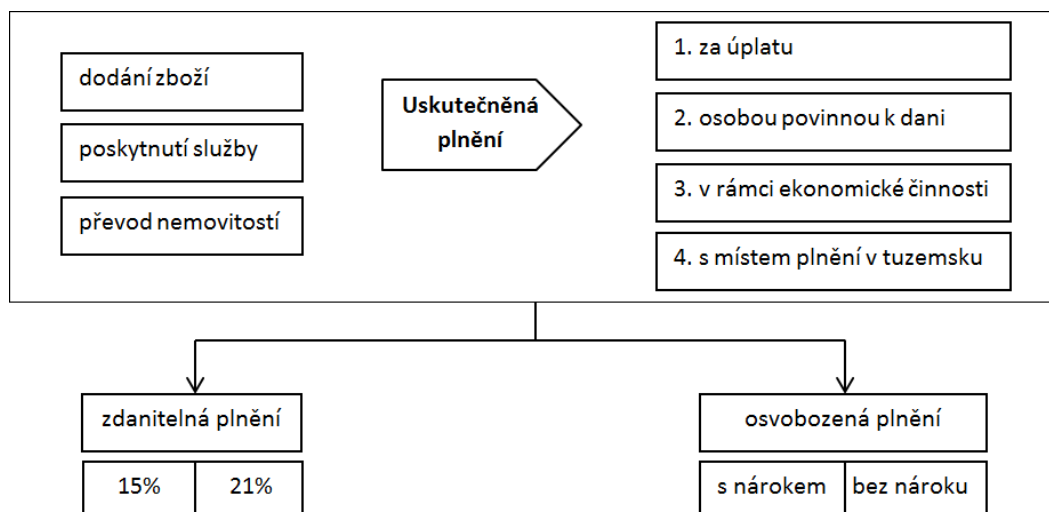 dodání zboží
poskytnutí služby
převod nemovitostí
Uskutečněná
plnění
1. za úplatu
2. osobou povinnou k dani
3. v rámci ekonomické činnosti
4. s místem plnění v tuzemsku
zdanitelná plnění
15%
21%
osvobozená plnění
s nárokem
bez nároku